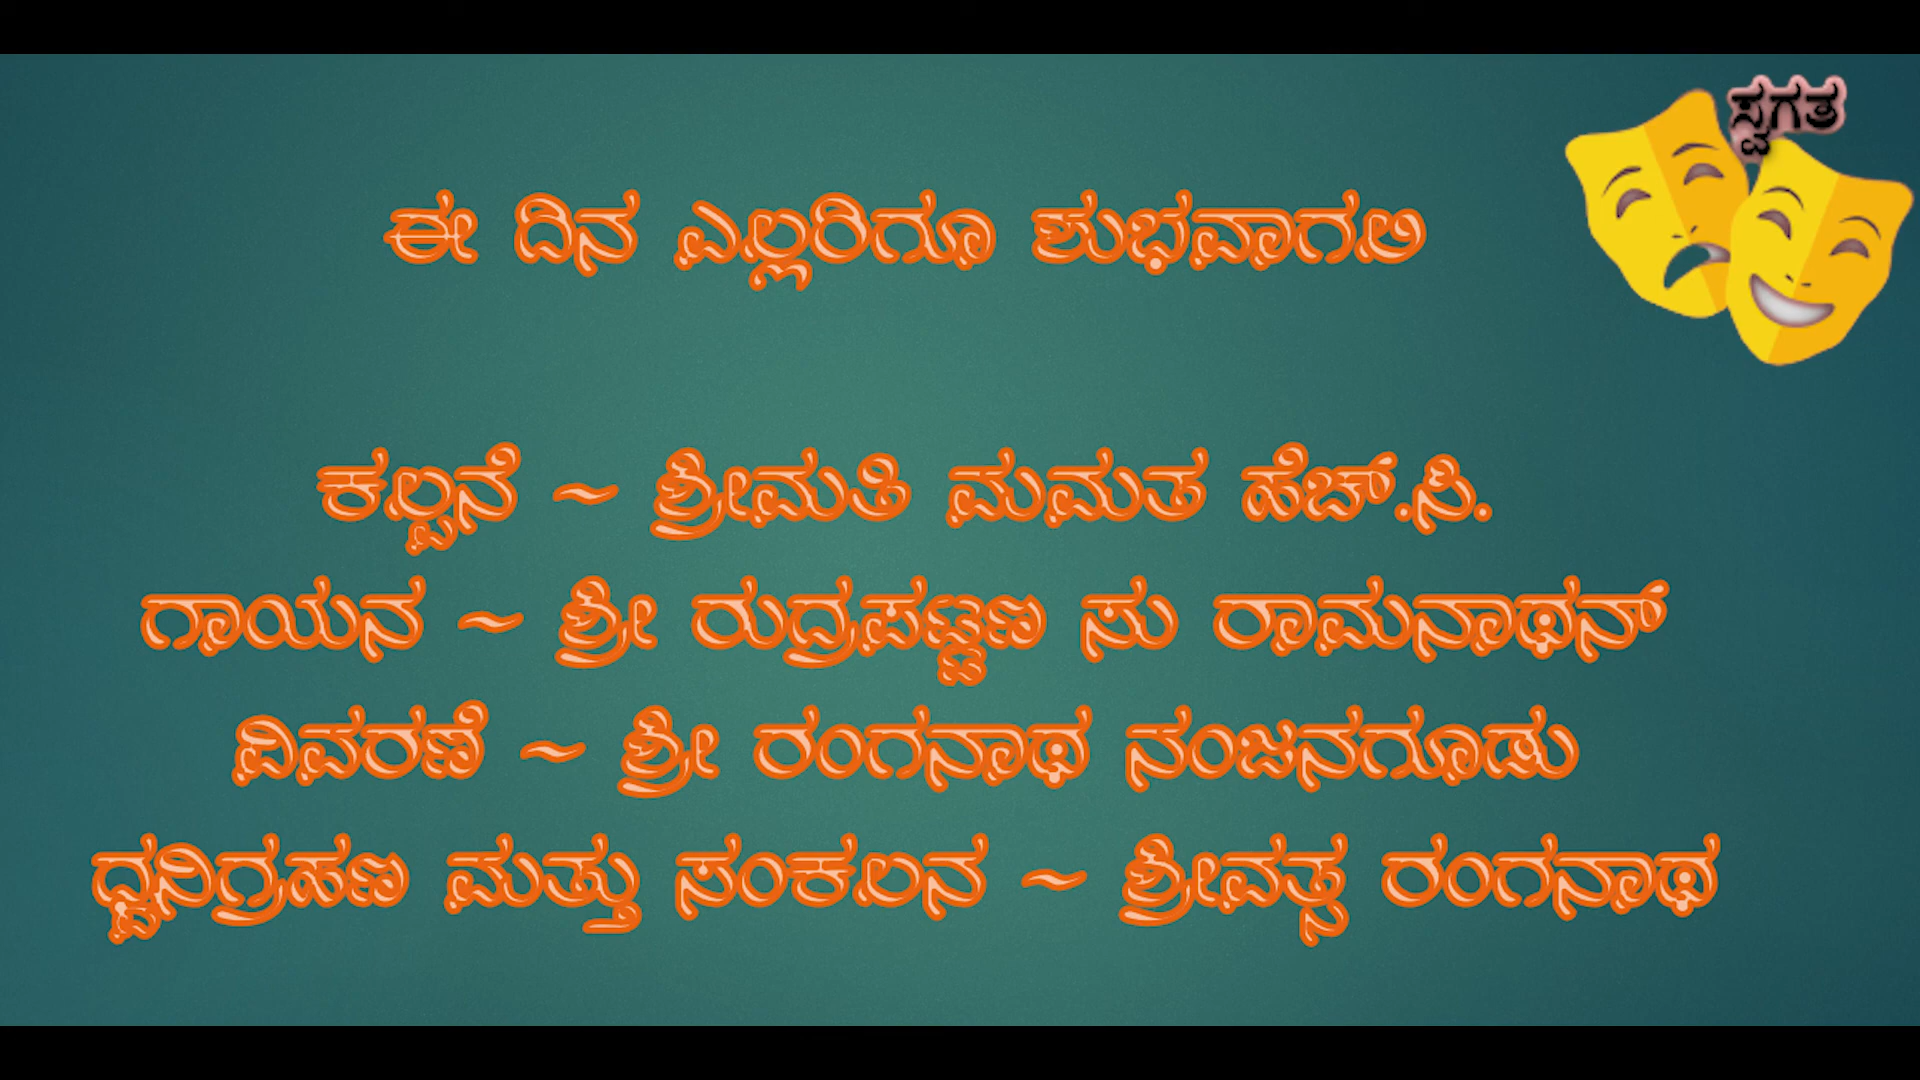 ಸ್ವಗತ
ಈ ದಿನ ಎಲ್ಲರಿಗೂ ಶುಭವಾಗಲಿ
ಕಲ್ಪನೆ ~ ಶ್ರೀಮತಿ ಮಮತ ಹೆಚ್.ಸಿ.
ಗಾಯನ ~ ಶ್ರೀ ರುದ್ರಪಟ್ಟಣ ಸು ರಾಮನಾಥನ್
ವಿವರಣೆ ~ ಶ್ರೀ ರಂಗನಾಥ ನಂಜನಗೂಡು
ಧ್ವನಿಗ್ರಹಣ ಮತ್ತು ಸಂಕಲನ ~ ಶ್ರೀವತ್ಸ ರಂಗನಾಥ